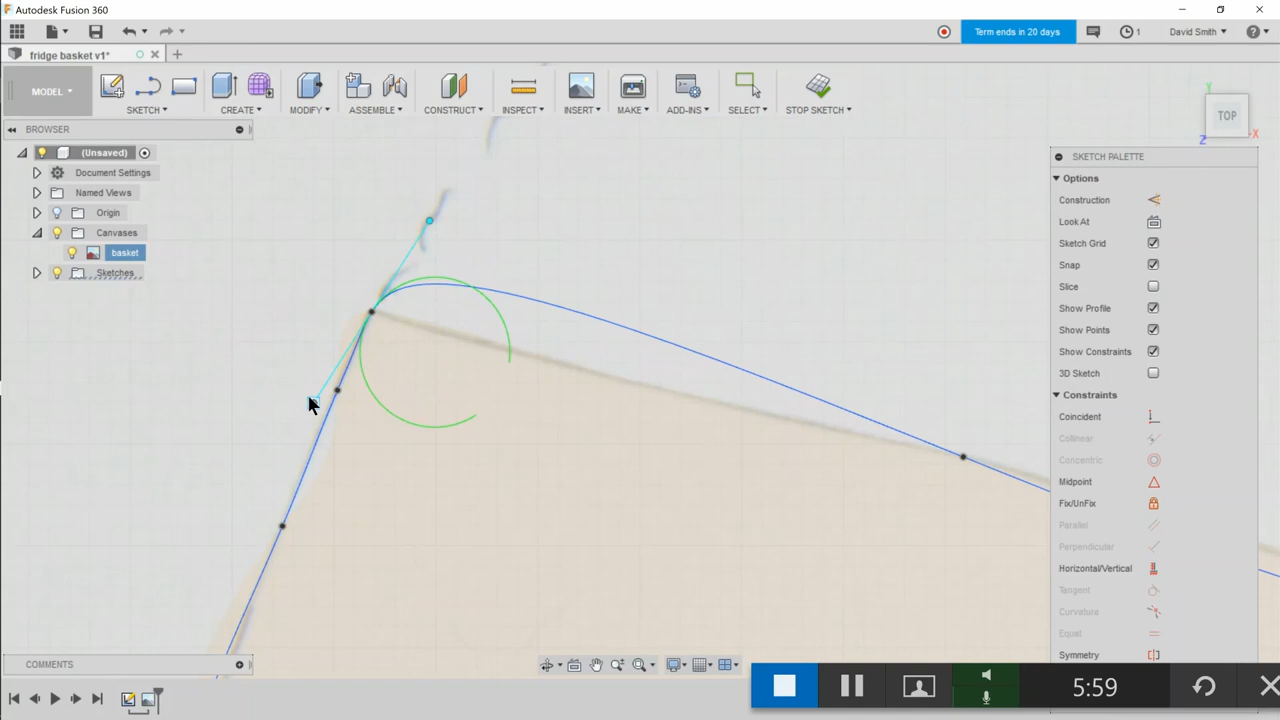 Autodesk Fusion 360
Term ends in 20 days
1
David Smith
fridge basket v1*
MODEL
SKETCH
CREATE
MODIFY
ASSEMBLE
CONSTRUCT
INSPECT
INSERT
MAKE
ADD-INS
SELECT
STOP SKETCH
BROWSER
(Unsaved)
Document Settings
Named Views
Origin
Canvases
basket
Sketches
Y
TOP
X
Z
SKETCH PALETTE
Options
Construction
Look At
Sketch Grid
Snap
Slice
Show Profile
Show Points
Show Constraints
3D Sketch
Constraints
Coincident
Collinear
Concentric
Midpoint
Fix/UnFix
Parallel
Perpendicular
Horizontal/Vertical
Tangent
Curvature
Equal
Symmetry
COMMENTS
5:59